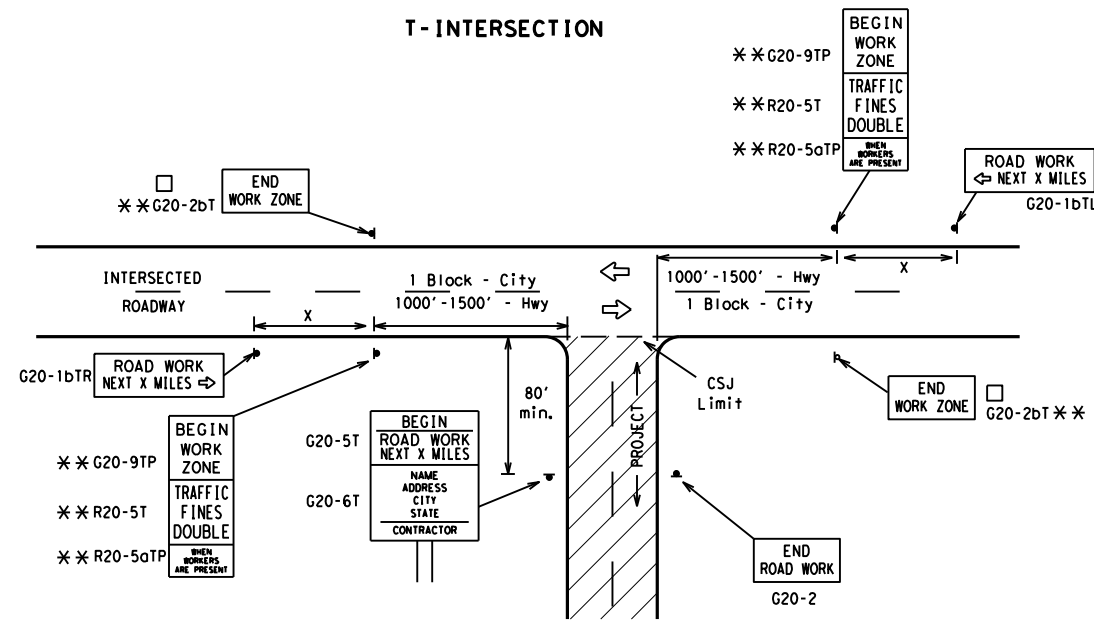 T-INTERSECTION
BEGIN
WORK
ZONE
TRAFFIC
FINES
DOUBLE
WHEN
WORKERS
ARE PRESENT
**G20-9TP
**R20-5T
**R20-5aTP
ROAD WORK
⇦ NEXT X MILES
G20-1bTL
END
WORK ZONE
□
**G20-2bT
INTERSECTED
ROADWAY
1 Block - City
1000'-1500' - Hwy
1000'-1500' - Hwy
1 Block - City
X
X
G20-1bTR
ROAD WORK
NEXT X MILES ⇨
BEGIN
WORK
ZONE
TRAFFIC
FINES
DOUBLE
WHEN
WORKERS
ARE PRESENT
**G20-9TP
**R20-5T
**R20-5aTP
G20-5T
BEGIN
ROAD WORK
NEXT X MILES
G20-6T
NAME
ADDRESS
CITY
STATE
CONTRACTOR
80'
min.
PROJECT
CSJ
Limit
END
WORK ZONE
□
G20-2bT**
END
ROAD WORK
G20-2